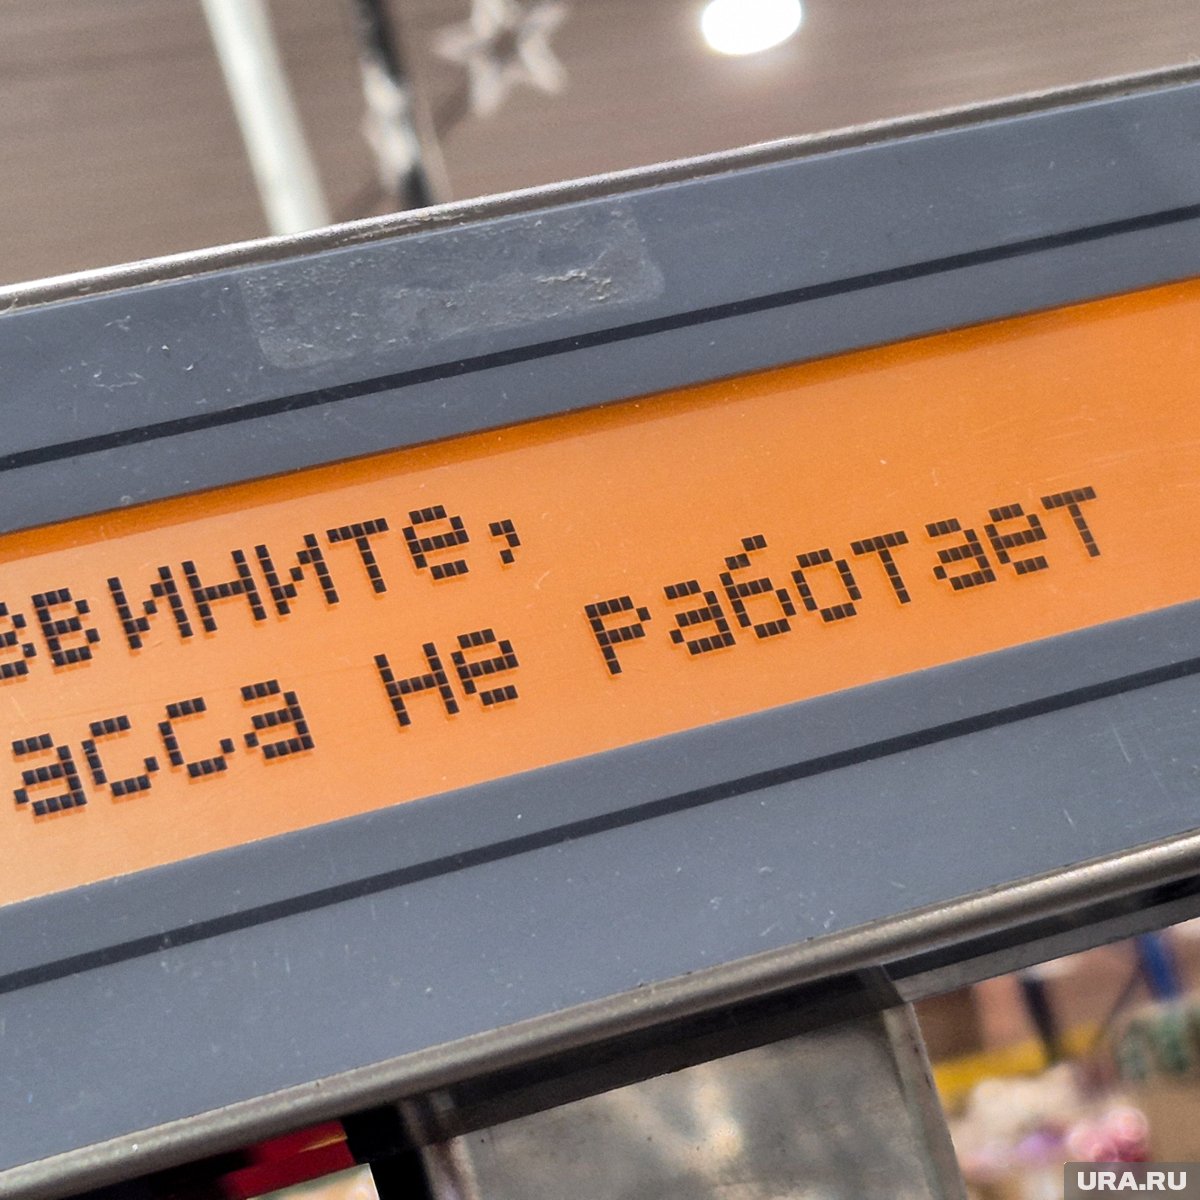 звините,
асса не работает
URA.RU